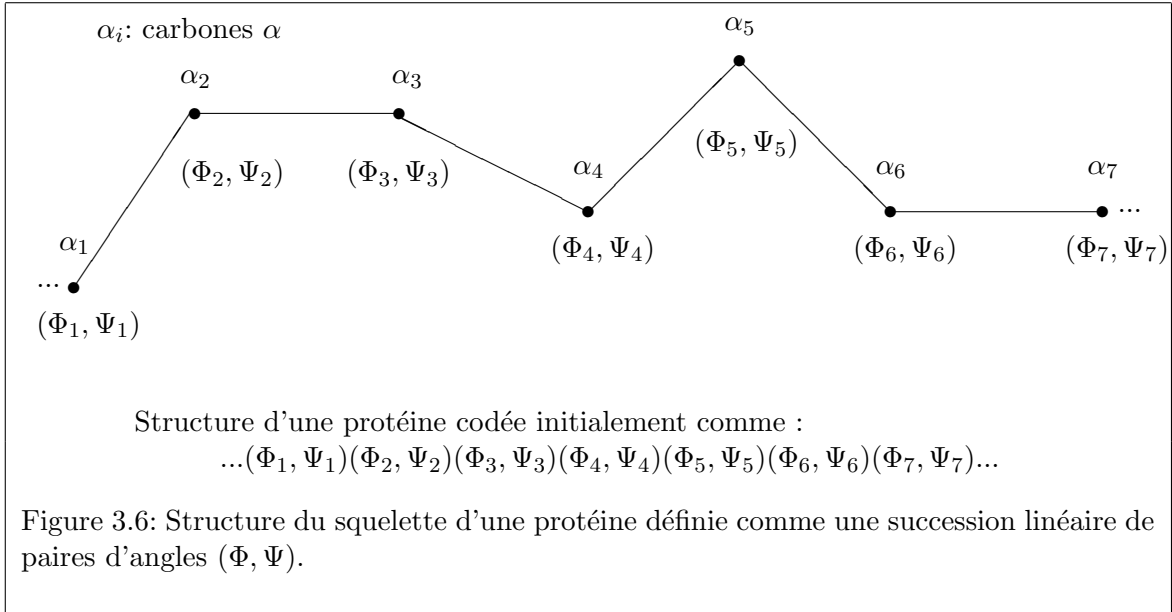 αi: carbones α
α5
α2
α3
(Φ5, Ψ5)
(Φ2, Ψ2)
(Φ3, Ψ3)
α4
α6
α7
...
α1
(Φ4, Ψ4)
(Φ6, Ψ6)
(Φ7, Ψ7)
...
(Φ1, Ψ1)
Structure d'une protéine codée initialement comme :
...(Φ1, Ψ1)(Φ2, Ψ2)(Φ3, Ψ3)(Φ4, Ψ4)(Φ5, Ψ5)(Φ6, Ψ6)(Φ7, Ψ7)...
Figure 3.6: Structure du squelette d'une protéine définie comme une succession linéaire de
paires d'angles (Φ, Ψ).